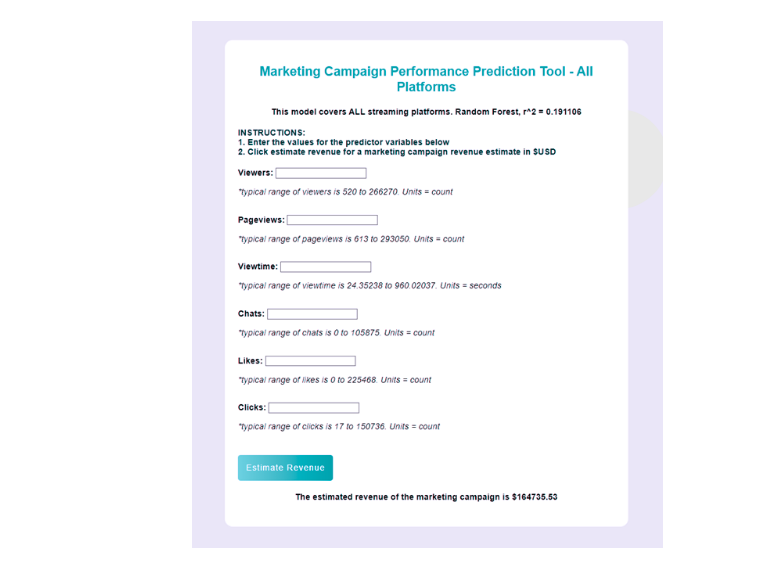 Marketing Campaign Performance Prediction Tool - All
Platforms
This model covers ALL streaming platforms. Random Forest, r^2 = 0.191106
INSTRUCTIONS:
1. Enter the values for the predictor variables below
2. Click estimate revenue for a marketing campaign revenue estimate in $USD
Viewers:
*typical range of viewers is 520 to 266270. Units = count
Pageviews:
*typical range of pageviews is 613 to 293050. Units = count
Viewtime:
*typical range of viewtime is 24.35238 to 960.02037. Units = seconds
Chats:
*typical range of chats is 0 to 105875. Units = count
Likes:
*typical range of likes is 0 to 225468. Units = count
Clicks:
*typical range of clicks is 17 to 150736. Units = count
Estimate Revenue
The estimated revenue of the marketing campaign is $164735.53